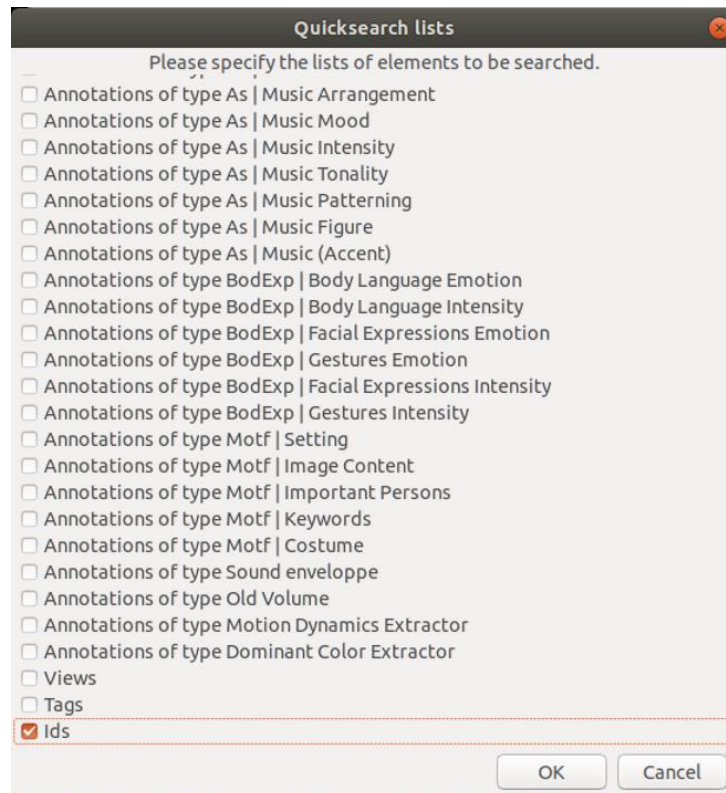 Quicksearch lists
Please specify the lists of elements to be searched.
Annotations of type As | Music Arrangement
Annotations of type As | Music Mood
Annotations of type As | Music Intensity
Annotations of type As | Music Tonality
Annotations of type As | Music Patterning
Annotations of type As | Music Figure
Annotations of type As | Music (Accent)
Annotations of type BodExp | Body Language Emotion
Annotations of type BodExp | Body Language Intensity
Annotations of type BodExp | Facial Expressions Emotion
Annotations of type BodExp | Gestures Emotion
Annotations of type BodExp | Facial Expressions Intensity
Annotations of type BodExp | Gestures Intensity
Annotations of type Motf | Setting
Annotations of type Motf | Image Content
Annotations of type Motf | Important Persons
Annotations of type Motf | Keywords
Annotations of type Motf | Costume
Annotations of type Sound enveloppe
Annotations of type Old Volume
Annotations of type Motion Dynamics Extractor
Annotations of type Dominant Color Extractor
Views
Tags
Ids
OK Cancel